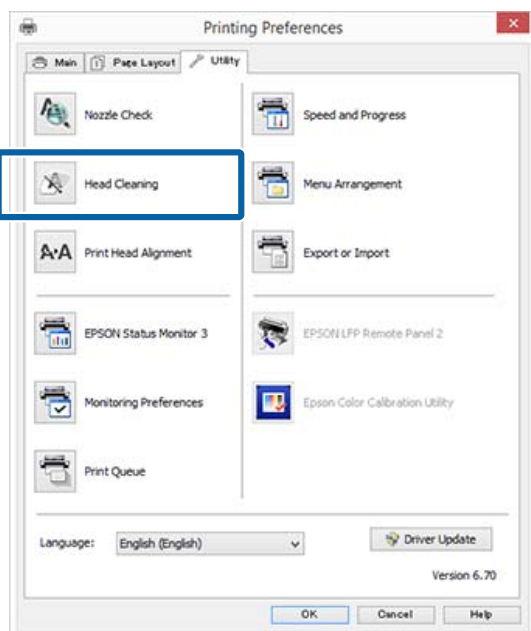 Printing Preferences
Main
Page Layout
Utility
Nozzle Check
Speed and Progress
Head Cleaning
Menu Arrangement
A·A
Print Head Alignment
Export or Import
EPSON Status Monitor 3
EPSON LFP Remote Panel 2
Monitoring Preferences
Epson Color Calibration Utility
Print Queue
Language:
English (English)
Driver Update
Version 6.70
OK
Cancel
Help